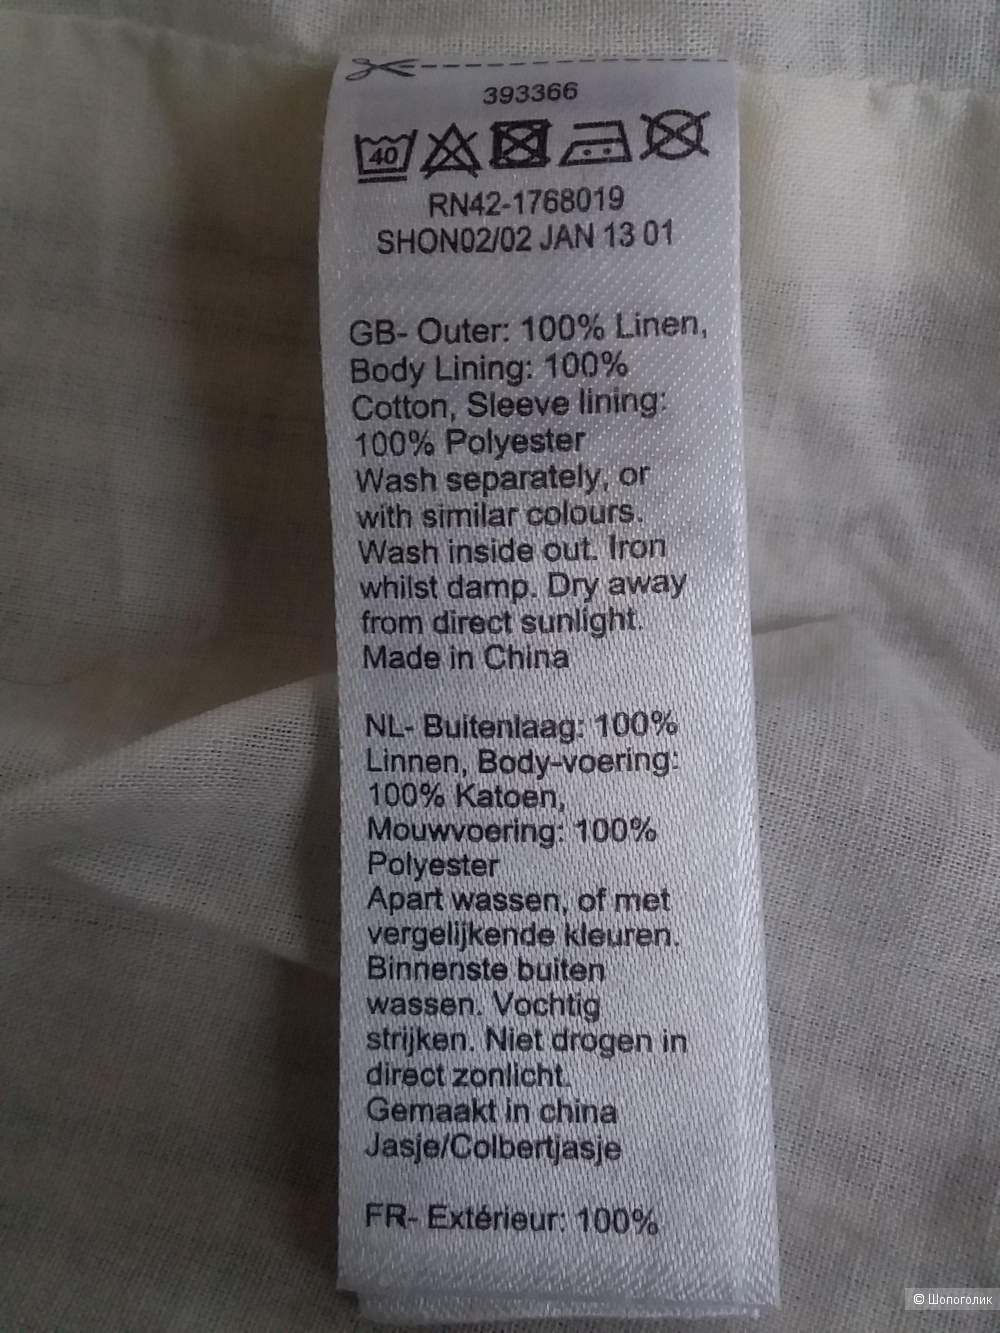 393366
40
RN42-1768019
SHON02/02 JAN 13 01
GB- Outer: 100% Linen,
Body Lining: 100%
Cotton, Sleeve lining:
100% Polyester
Wash separately, or
with similar colours.
Wash inside out. Iron
whilst damp. Dry away
from direct sunlight.
Made in China
NL- Buitenlaag: 100%
Linnen, Body-voering:
100% Katoen,
Mouwvoering: 100%
Polyester
Apart wassen, of met
vergelijkende kleuren.
Binnenste buiten
wassen. Vochtig
strijken. Niet drogen in
direct zonlicht.
Gemaakt in china
Jasje/Colbertjasje
FR- Extérieur: 100%
© Шопоголик